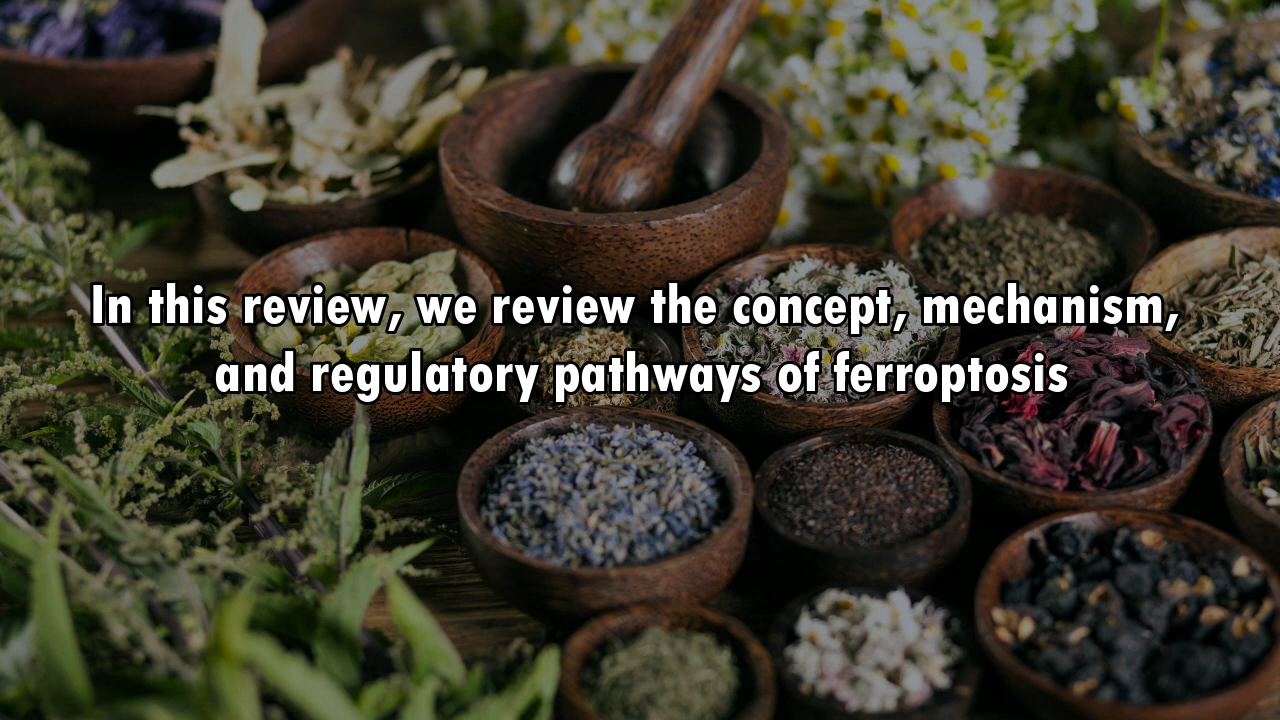 In this review, we review the concept, mechanism,
and regulatory pathways of ferroptosis